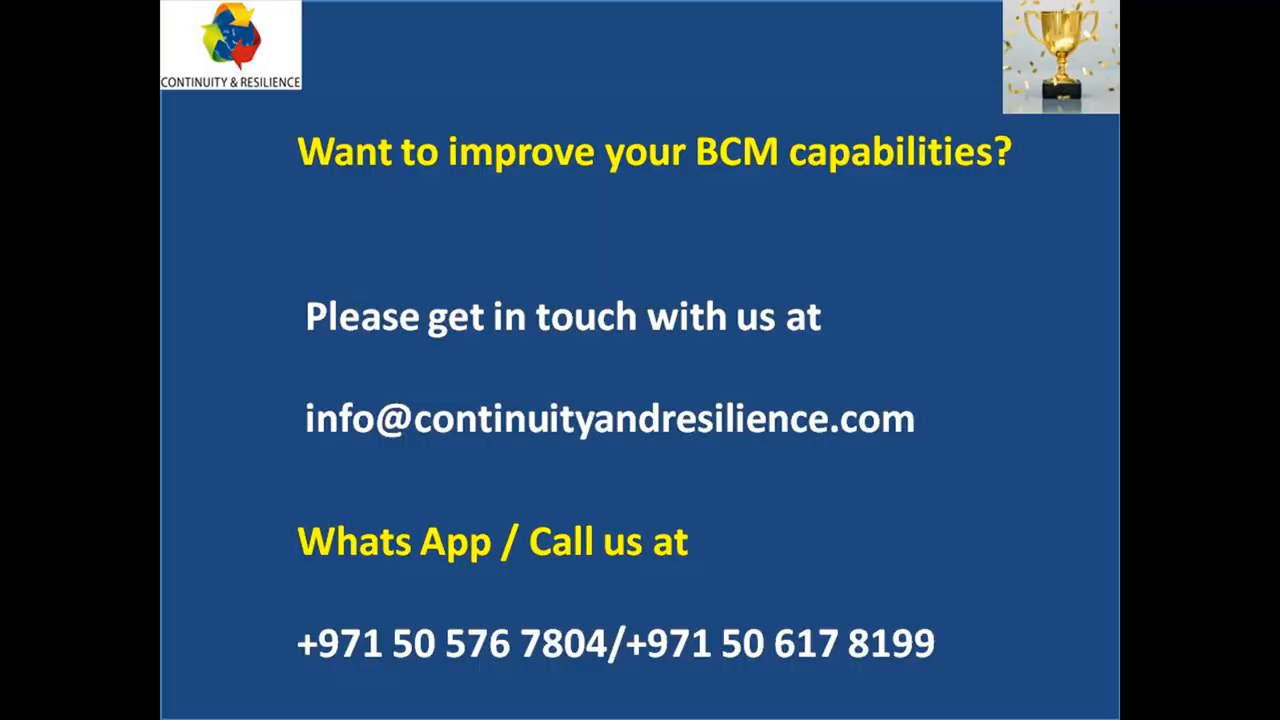 CONTINUITY & RESILIENCE
Want to improve your BCM capabilities?
Please get in touch with us at
info@continuityandresilience.com
Whats App / Call us at
+971 50 576 7804/+971 50 617 8199